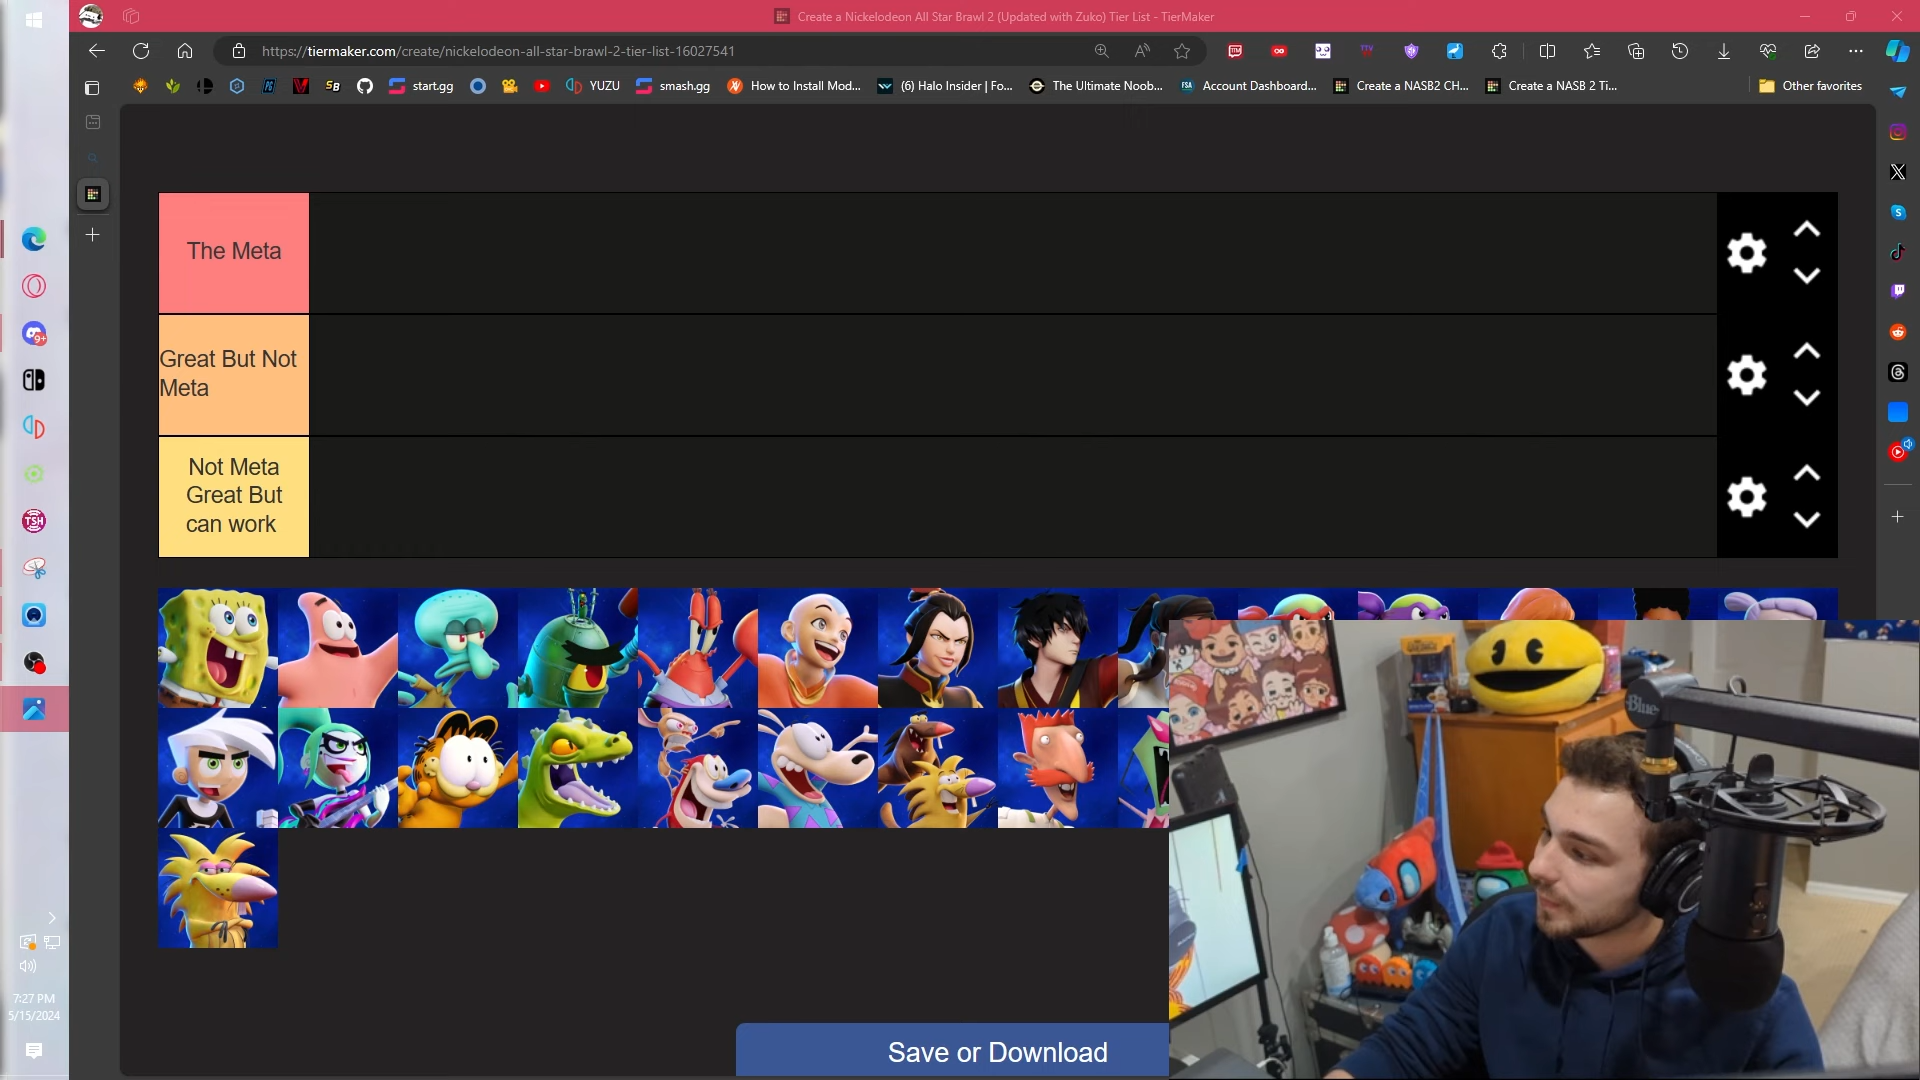 Create a Nickelodeon All Star Brawl 2 (Updated with Zuko) Tier List - TierMaker
https://tiermaker.com/create/nickelodeon-all-star-brawl-2-tier-list-16027541
start.gg
YUZU
smash.gg
How to Install Mod...
(6) Halo Insider | Fo...
The Ultimate Noob...
Account Dashboard...
Create a NASB2 CH...
Create a NASB 2 Ti...
Other favorites
The Meta
Great But Not
Meta
Not Meta
Great But
can work
9+
TSH
7:27 PM
5/15/2024
Save or Download
Blue